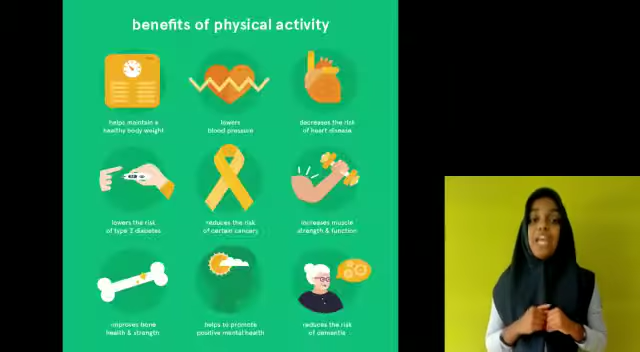 benefits of physical activity
helps maintain a
healthy body weight
lowers
blood pressure
decreases the risk
of heart disease
lowers the risk
of type 2 diabetes
reduces the risk
of certain cancers
increases muscle
strength & function
improves bone
health & strength
helps to promote
positive mental health
reduces the risk
of dementia